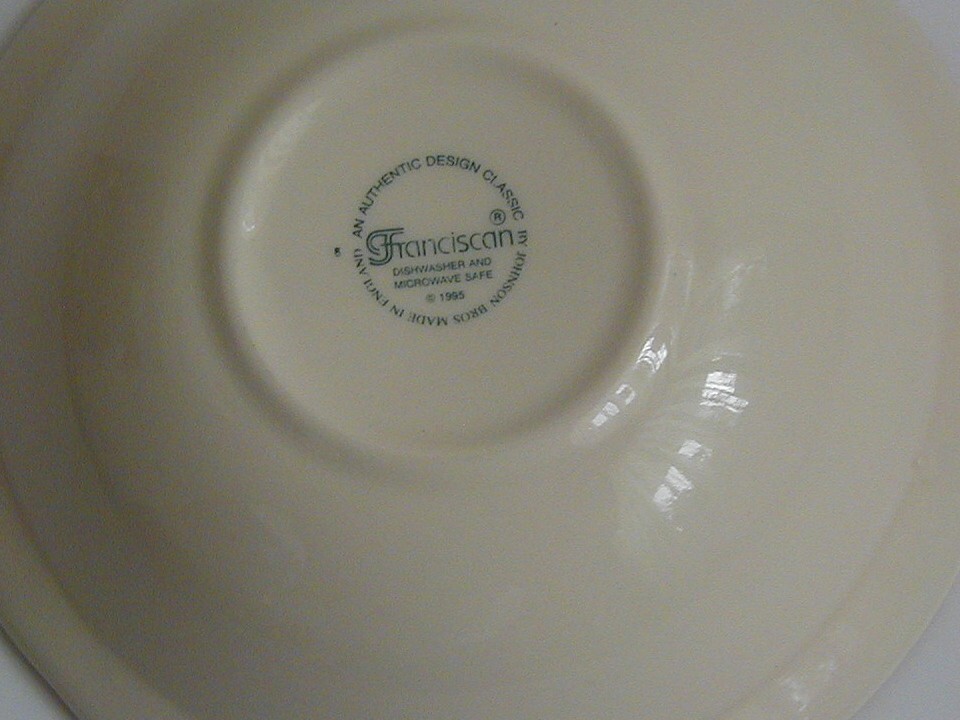 AN AUTHENTIC DESIGN CLASSIC BY JOHNSON BROS MADE IN ENGLAND
®
Franciscan
DISHWASHER AND
MICROWAVE SAFE
© 1995